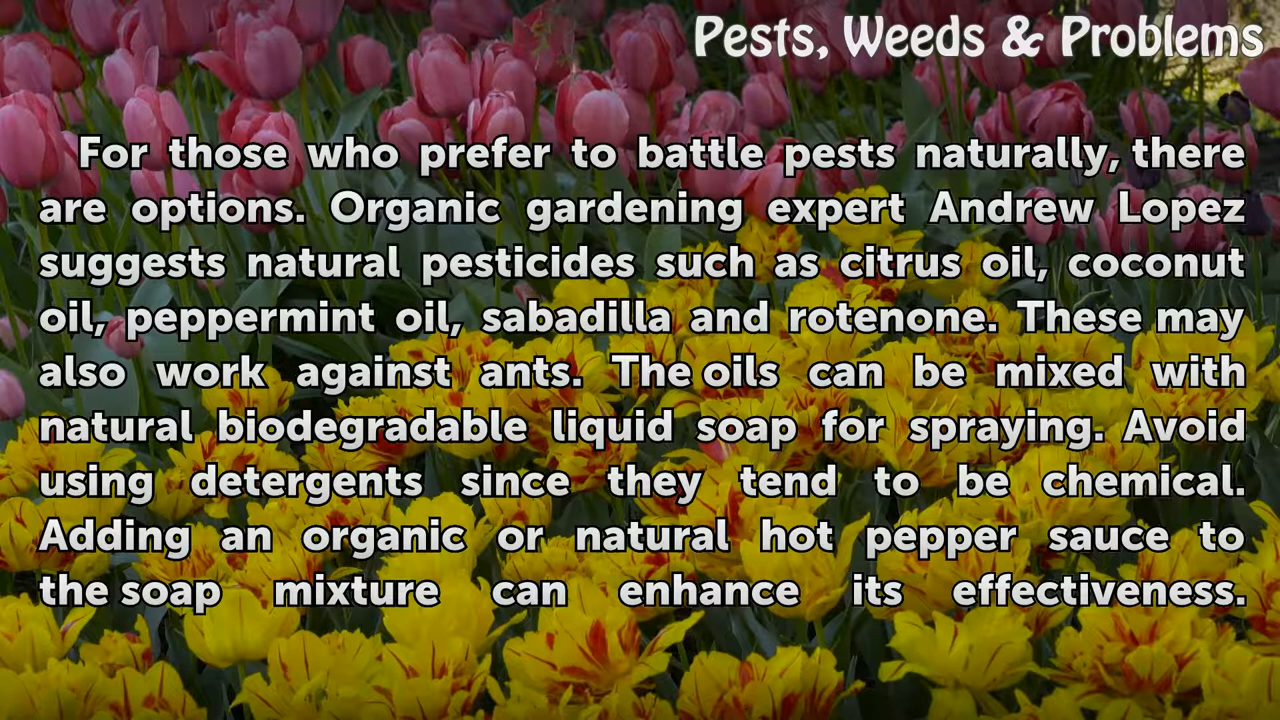 Pests, Weeds & Problems
For those who prefer to battle pests naturally, there
are options. Organic gardening expert Andrew Lopez
suggests natural pesticides such as citrus oil, coconut
oil, peppermint oil, sabadilla and rotenone. These may
also work against ants. The oils can be mixed with
natural biodegradable liquid soap for spraying. Avoid
using detergents since they tend to be chemical.
Adding an organic or natural hot pepper sauce to
the soap mixture can enhance its effectiveness.